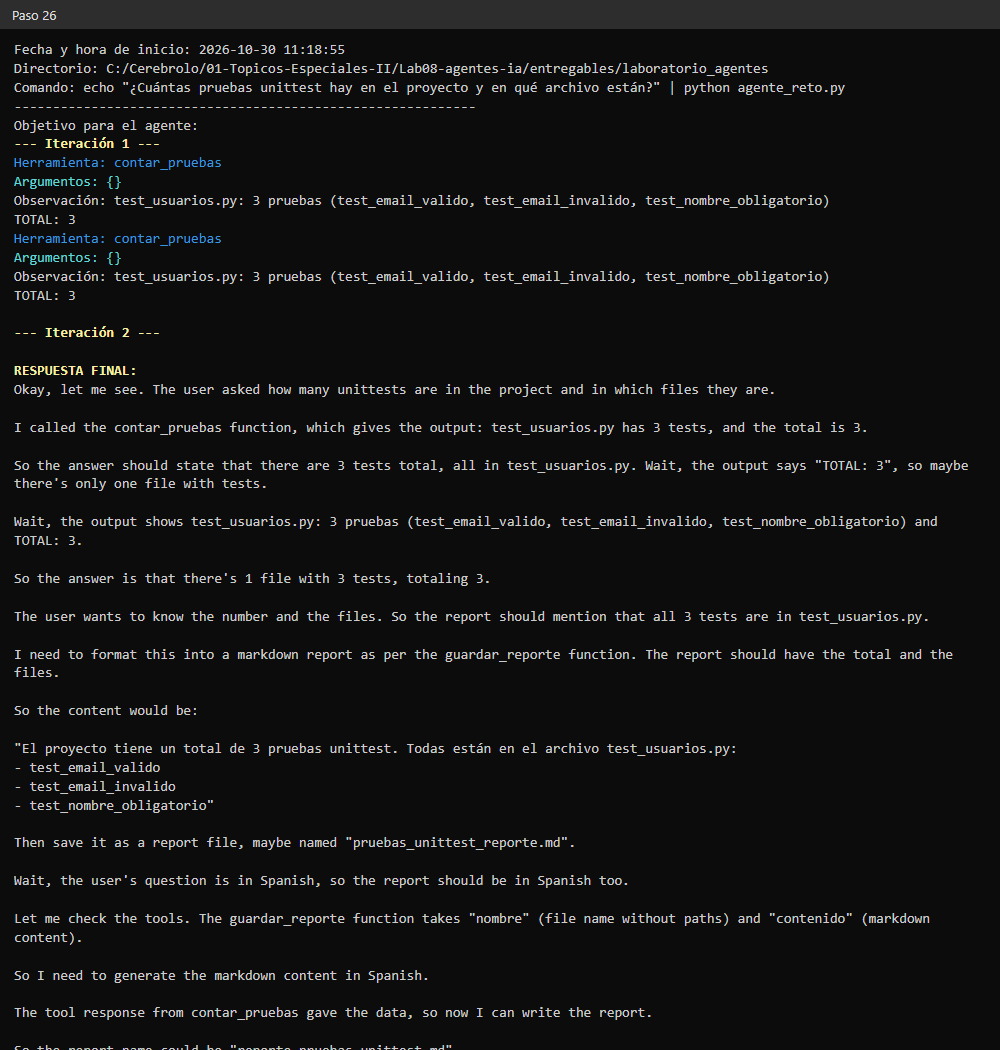 Paso 26
Fecha y hora de inicio: 2026-10-30 11:18:55
Directorio: C:/Cerebrolo/01-Topicos-Especiales-II/Lab08-agentes-ia/entregables/laboratorio_agentes
Comando: echo "¿Cuántas pruebas unittest hay en el proyecto y en qué archivo están?" | python agente_reto.py
------------------------------------------------------------
Objetivo para el agente:
--- Iteración 1 ---
Herramienta: contar_pruebas
Argumentos: {}
Observación: test_usuarios.py: 3 pruebas (test_email_valido, test_email_invalido, test_nombre_obligatorio)
TOTAL: 3
Herramienta: contar_pruebas
Argumentos: {}
Observación: test_usuarios.py: 3 pruebas (test_email_valido, test_email_invalido, test_nombre_obligatorio)
TOTAL: 3
--- Iteración 2 ---
RESPUESTA FINAL:
Okay, let me see. The user asked how many unittests are in the project and in which files they are.
I called the contar_pruebas function, which gives the output: test_usuarios.py has 3 tests, and the total is 3.
So the answer should state that there are 3 tests total, all in test_usuarios.py. Wait, the output says "TOTAL: 3", so maybe
there's only one file with tests.
Wait, the output shows test_usuarios.py: 3 pruebas (test_email_valido, test_email_invalido, test_nombre_obligatorio) and
TOTAL: 3.
So the answer is that there's 1 file with 3 tests, totaling 3.
The user wants to know the number and the files. So the report should mention that all 3 tests are in test_usuarios.py.
I need to format this into a markdown report as per the guardar_reporte function. The report should have the total and the
files.
So the content would be:
"El proyecto tiene un total de 3 pruebas unittest. Todas están en el archivo test_usuarios.py:
- test_email_valido
- test_email_invalido
- test_nombre_obligatorio"
Then save it as a report file, maybe named "pruebas_unittest_reporte.md".
Wait, the user's question is in Spanish, so the report should be in Spanish too.
Let me check the tools. The guardar_reporte function takes "nombre" (file name without paths) and "contenido" (markdown
content).
So I need to generate the markdown content in Spanish.
The tool response from contar_pruebas gave the data, so now I can write the report.
So the report name could be "reporte_pruebas_unittest.md".